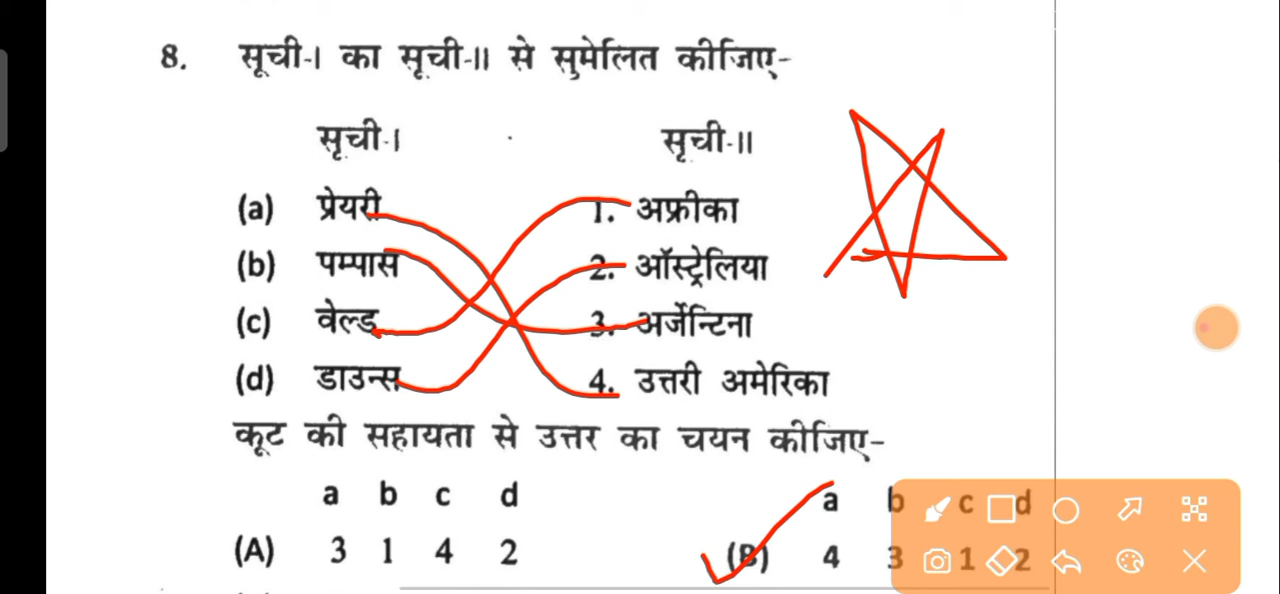 8. सूची-I का सूची-II से सुमेलित कीजिए-
सूची-I सूची-II
(a) प्रेयरी 1. अफ्रीका
(b) पम्पास 2. ऑस्ट्रेलिया
(c) वेल्ड 3. अर्जेन्टिना
(d) डाउन्स 4. उत्तरी अमेरिका
कूट की सहायता से उत्तर का चयन कीजिए-
a b c d a b c d
(A) 3 1 4 2 (B) 4 3 1 2